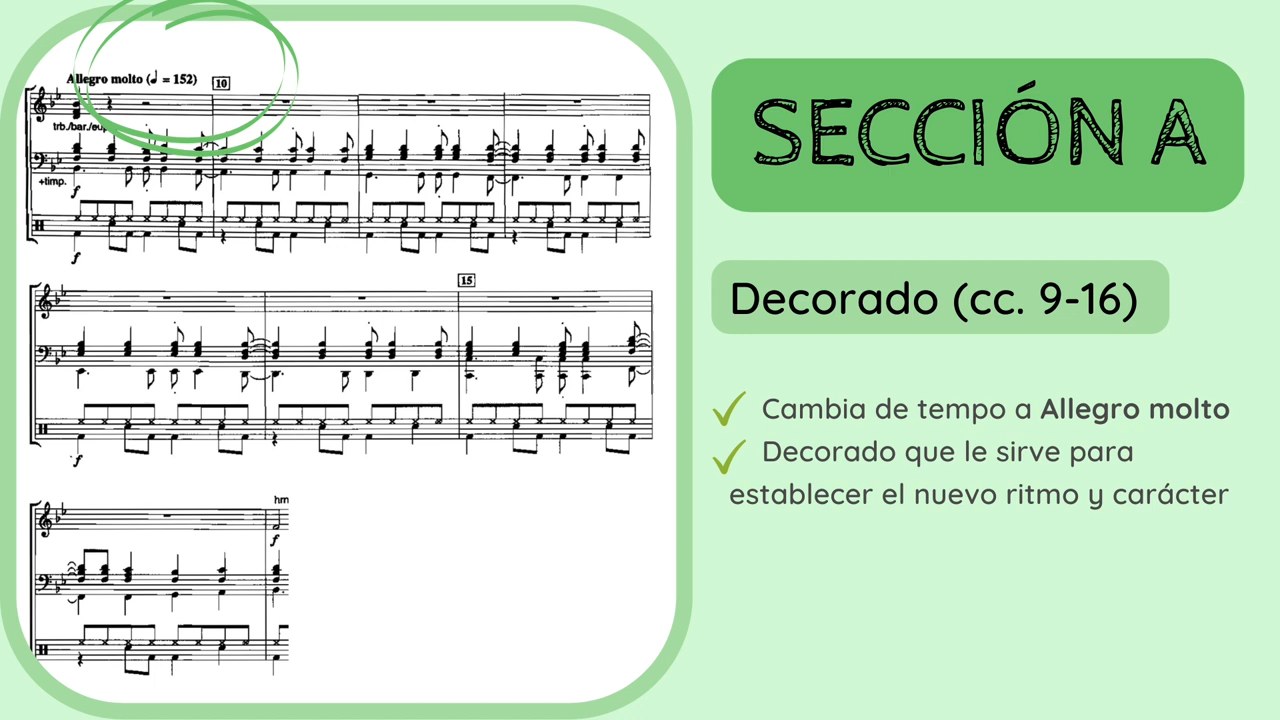 Allegro molto (♩ = 152)
10
trb./bar./eup
+timp.
f
f
15
f
hrn
f
SECCIÓN A
Decorado (cc. 9-16)
Cambia de tempo a Allegro molto
Decorado que le sirve para
establecer el nuevo ritmo y carácter